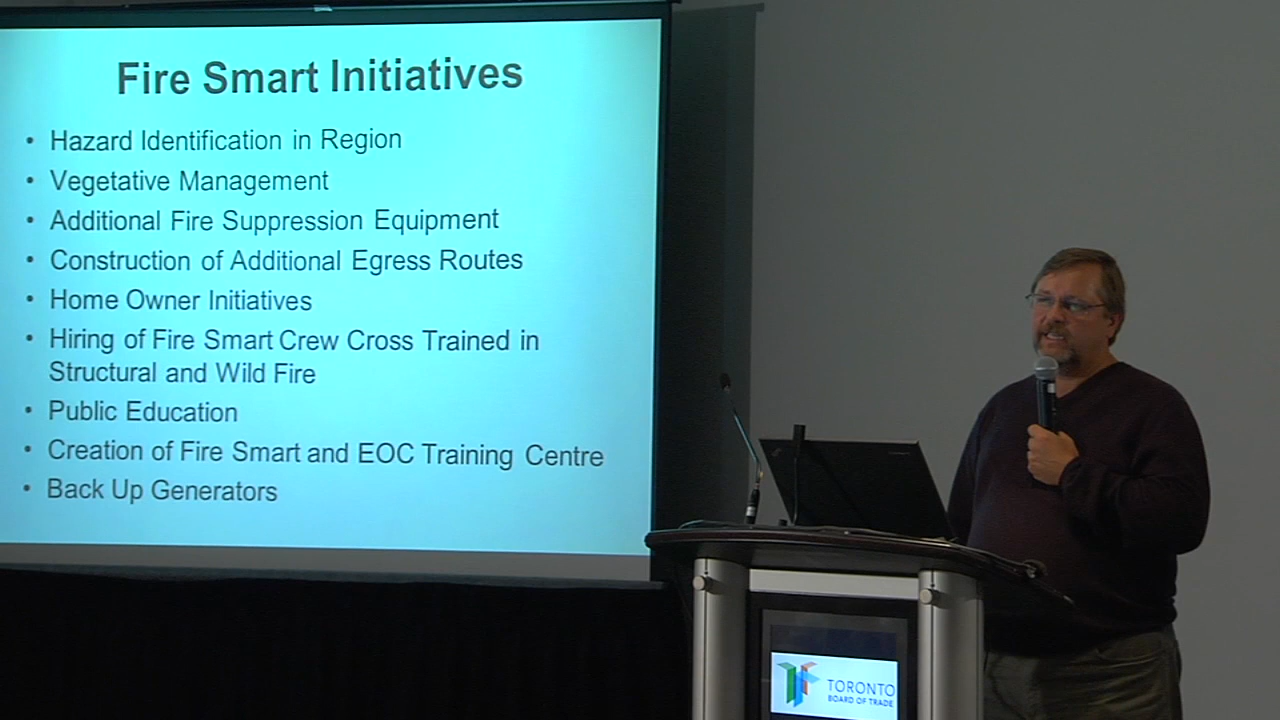 Fire Smart Initiatives
• Hazard Identification in Region
• Vegetative Management
• Additional Fire Suppression Equipment
• Construction of Additional Egress Routes
• Home Owner Initiatives
• Hiring of Fire Smart Crew Cross Trained in
Structural and Wild Fire
• Public Education
• Creation of Fire Smart and EOC Training Centre
• Back Up Generators
TORONTO
BOARD OF TRADE